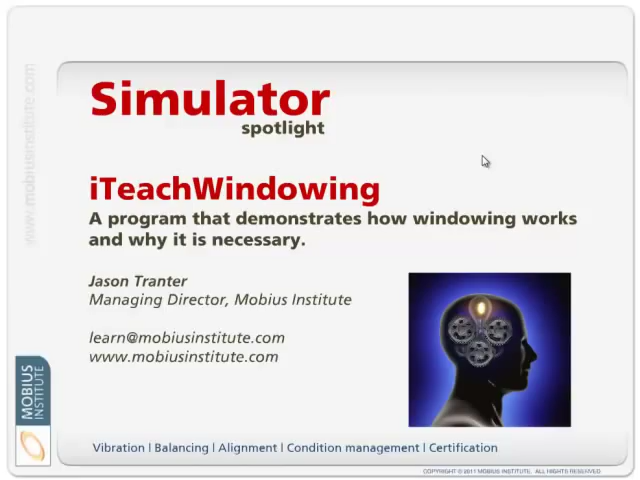 Simulator
spotlight
iTeachWindowing
A program that demonstrates how windowing works
and why it is necessary.
Jason Tranter
Managing Director, Mobius Institute
learn@mobiusinstitute.com
www.mobiusinstitute.com
www.mobiusinstitute.com
MOBIUS
INSTITUTE
Vibration | Balancing | Alignment | Condition management | Certification
COPYRIGHT © 2011 MOBIUS INSTITUTE. ALL RIGHTS RESERVED